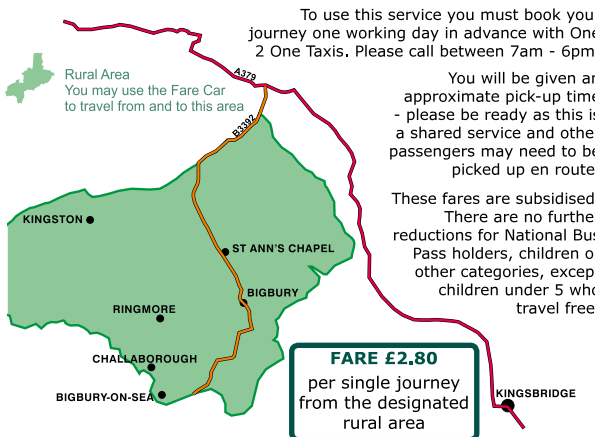 To use this service you must book you
journey one working day in advance with One
2 One Taxis. Please call between 7am - 6pm
You will be given an
approximate pick-up time
- please be ready as this is
a shared service and othe
passengers may need to be
picked up en route
These fares are subsidised
There are no furthe
reductions for National Bus
Pass holders, children o
other categories, excep
children under 5 who
travel free
Rural Area
You may use the Fare Car
to travel from and to this area
A379
B3392
KINGSTON
ST ANN'S CHAPEL
BIGBURY
RINGMORE
CHALLABOROUGH
BIGBURY-ON-SEA
KINGSBRIDGE
FARE £2.80
per single journey
from the designated
rural area